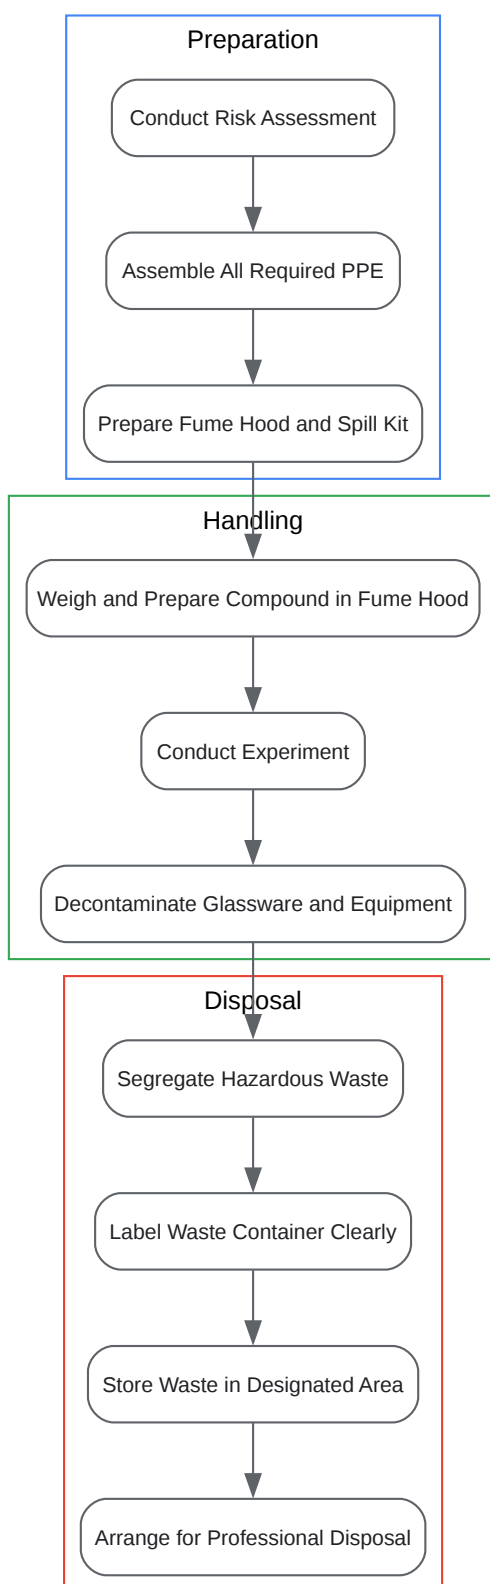 Preparation
Conduct Risk Assessment
Assemble All Required PPE
Prepare Fume Hood and Spill Kit
Handling
Weigh and Prepare Compound in Fume Hood
Conduct Experiment
Decontaminate Glassware and Equipment
Disposal
Segregate Hazardous Waste
Label Waste Container Clearly
Store Waste in Designated Area
Arrange for Professional Disposal